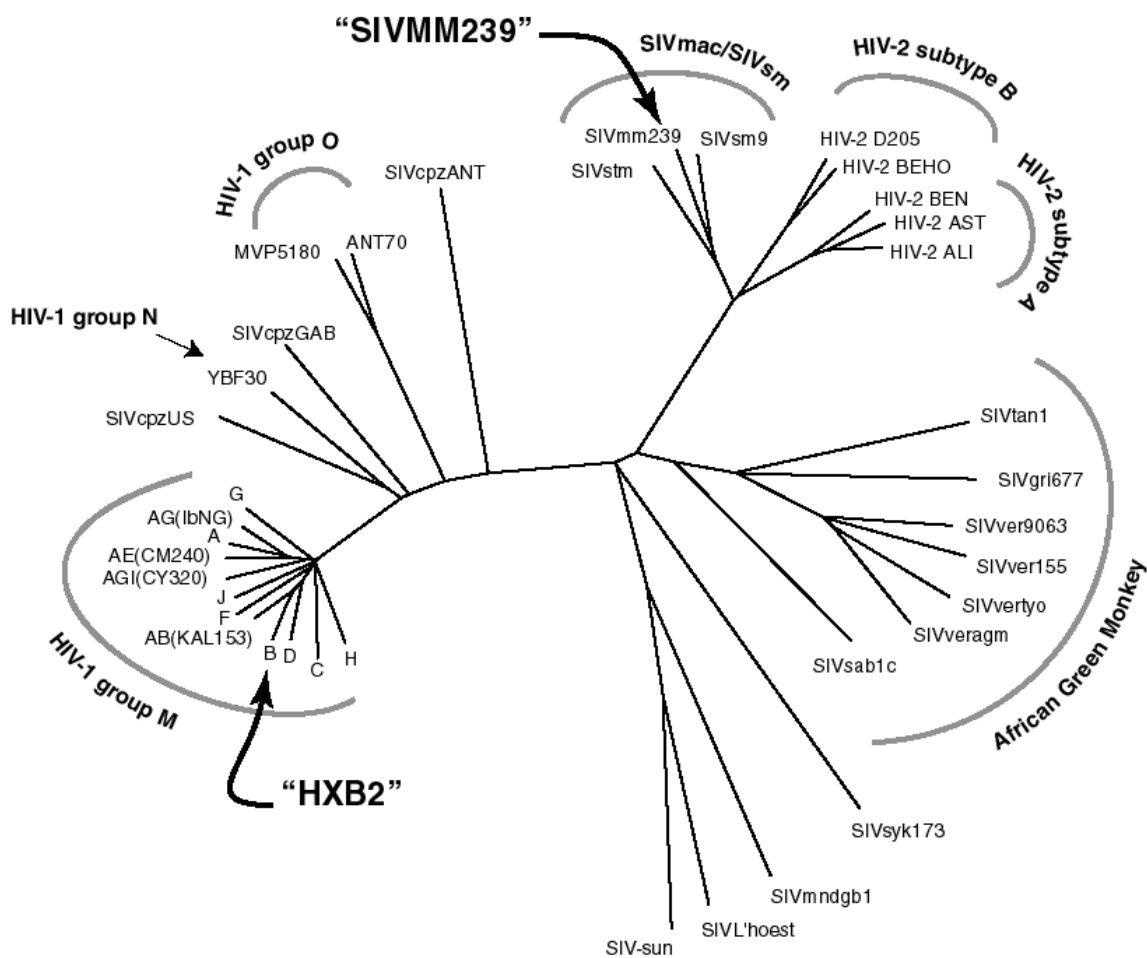 “SIVMM239”
SIVmac/SIVsm
HIV-2 subtype B
SIVmm239
SIVsm9
SIVstm
HIV-2 D205
HIV-2 BEHO
HIV-2 BEN
HIV-2 AST
HIV-2 ALI
HIV-2 subtype A
HIV-1 group O
SIVcpzANT
MVP5180
ANT70
HIV-1 group N
SIVcpzGAB
YBF30
SIVcpzUS
G
AG(IbNG)
A
AE(CM240)
AGI(CY320)
J
F
AB(KAL153)
B
D
C
H
HIV-1 group M
“HXB2”
SIVtan1
SIVgri677
SIVver9063
SIVver155
SIVvertyo
SIVveragm
SIVsab1c
African Green Monkey
SIVsyk173
SIVmndgb1
SIVL'hoest
SIV-sun